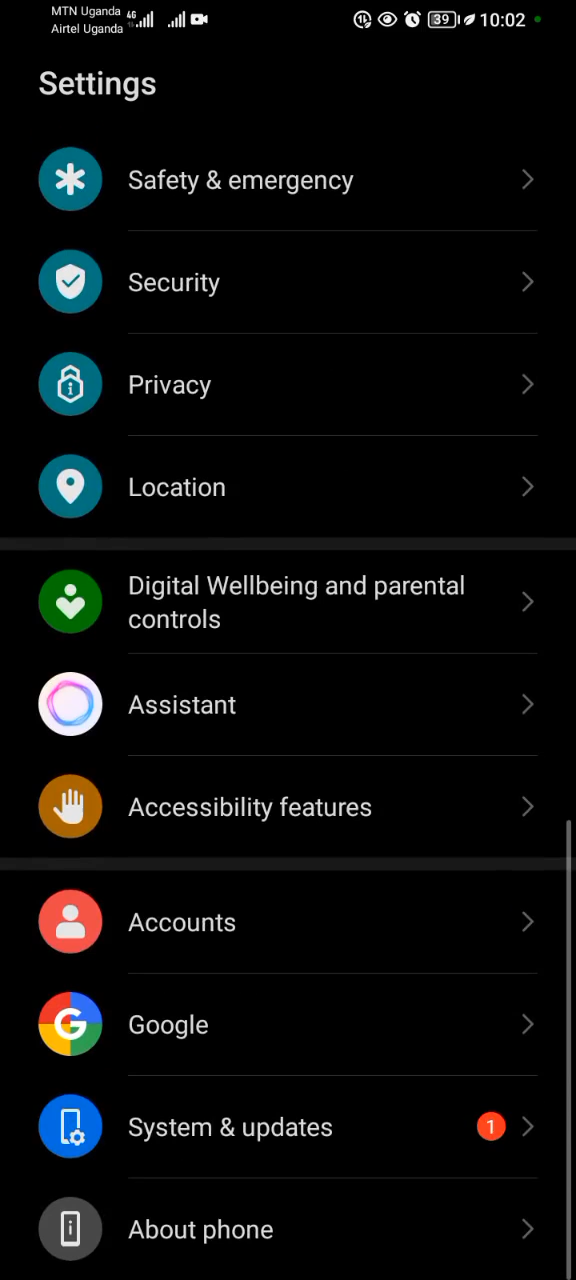 MTN Uganda
Airtel Uganda
4G
39
10:02
Settings
Safety & emergency
Security
Privacy
Location
Digital Wellbeing and parental
controls
Assistant
Accessibility features
Accounts
Google
System & updates
1
About phone